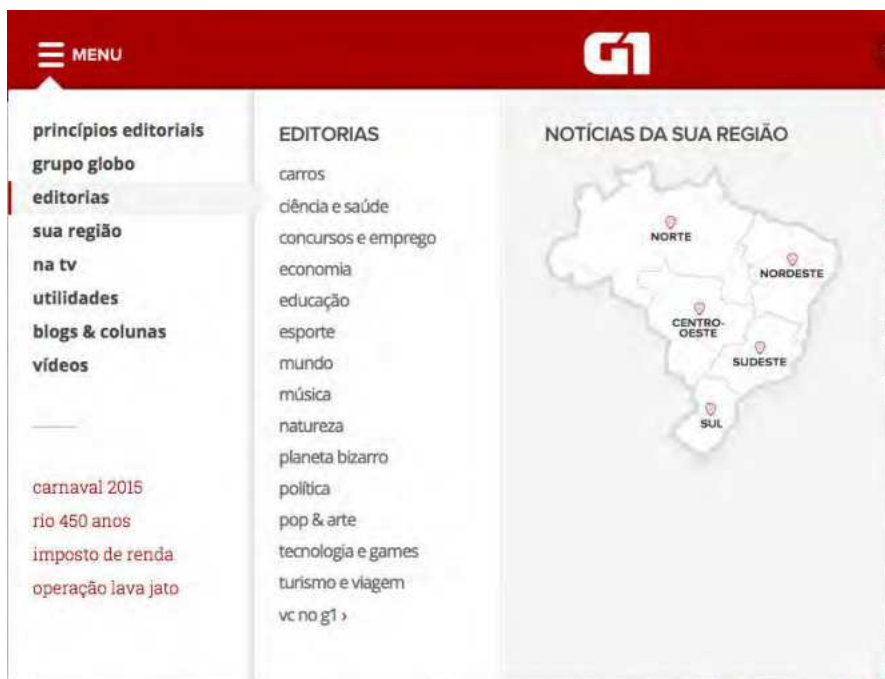 MENU
G1
princípios editoriais
grupo globo
editorias
sua região
na tv
utilidades
blogs & colunas
vídeos
carnaval 2015
rio 450 anos
imposto de renda
operação lava jato
EDITORIAS
carros
ciência e saúde
concursos e emprego
economia
educação
esporte
mundo
música
natureza
planeta bizarro
política
pop & arte
tecnologia e games
turismo e viagem
vc no g1 ›
NOTÍCIAS DA SUA REGIÃO
NORTE
NORDESTE
CENTRO-
OESTE
SUDESTE
SUL